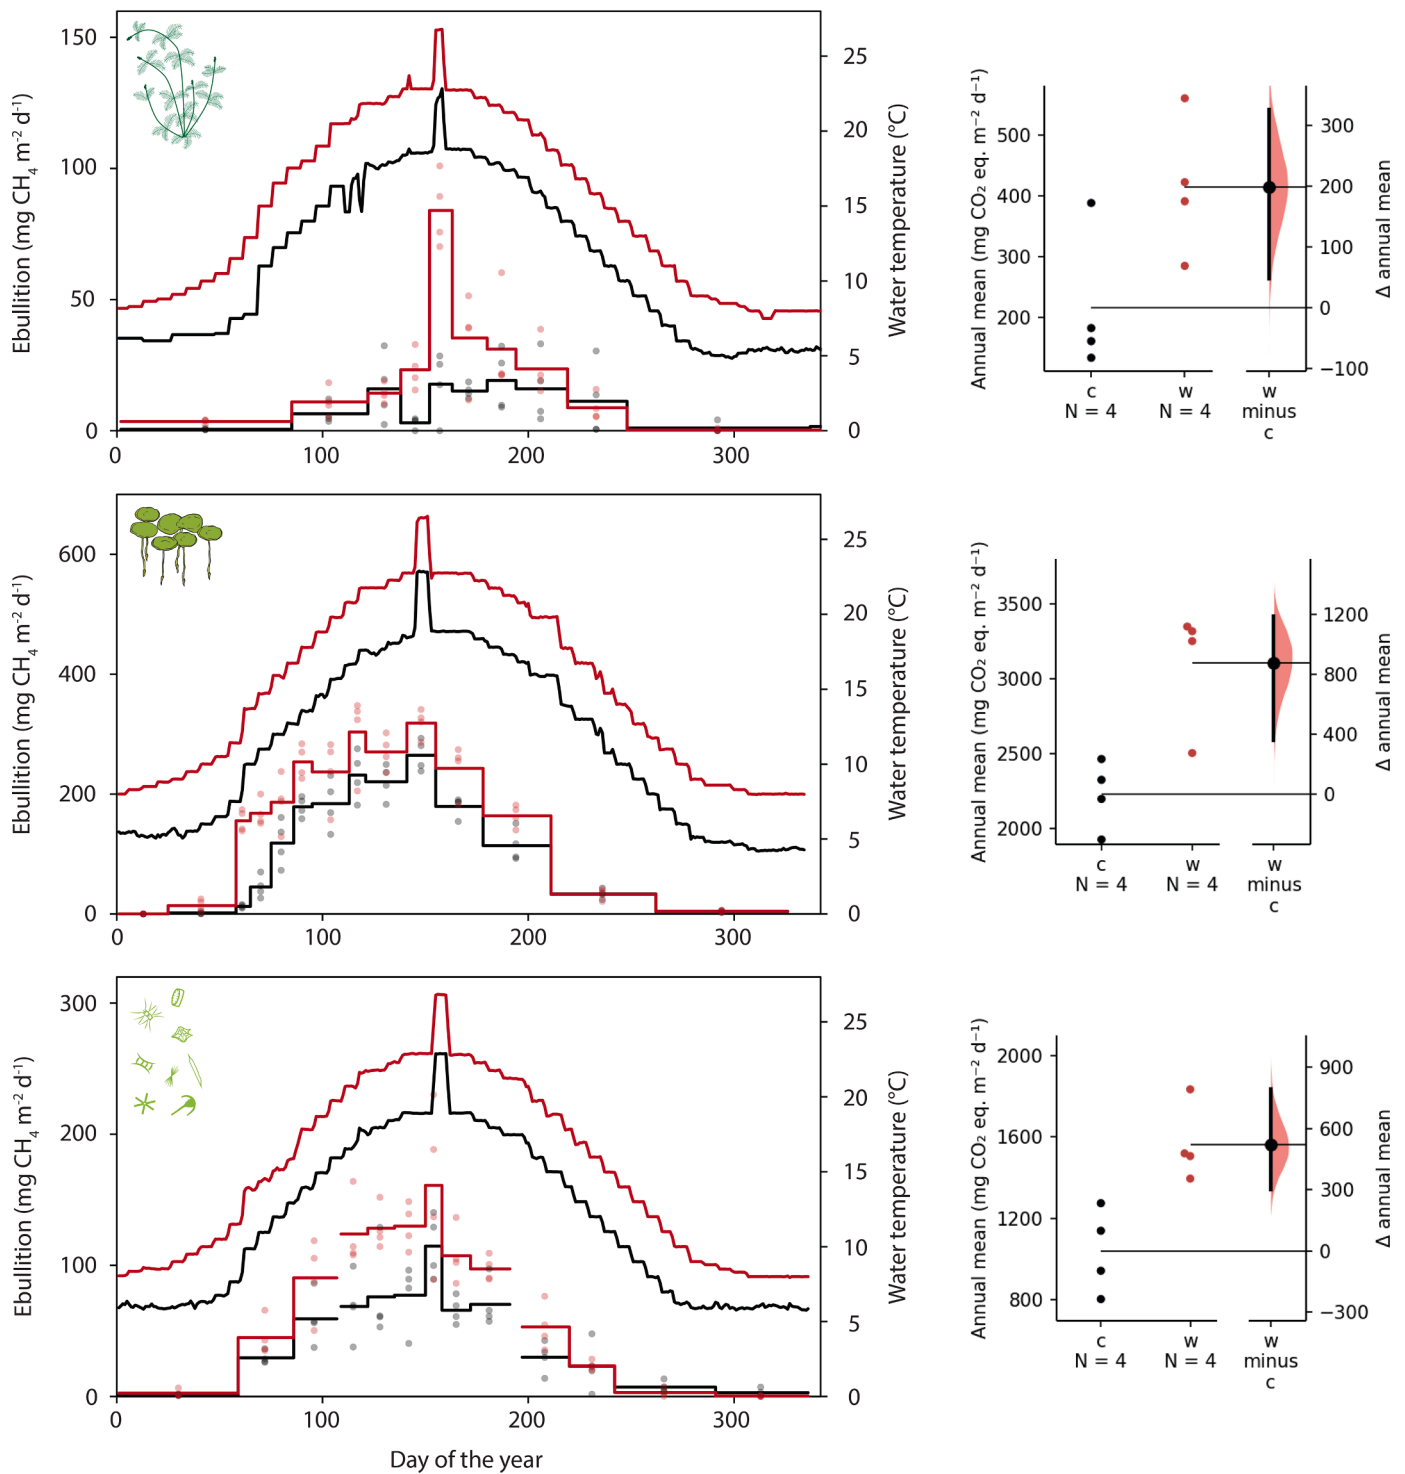 Ebullition (mg CH₄ m⁻² d⁻¹)
150
100
50
0
0
100
200
300
25
20
15
10
5
0
Water temperature (°C)
Annual mean (mg CO₂ eq. m⁻² d⁻¹)
500
400
300
200
c
N = 4
w
N = 4
w
minus
c
300
200
100
0
−100
Δ annual mean
Ebullition (mg CH₄ m⁻² d⁻¹)
600
400
200
0
0
100
200
300
25
20
15
10
5
0
Water temperature (°C)
Annual mean (mg CO₂ eq. m⁻² d⁻¹)
3500
3000
2500
2000
c
N = 4
w
N = 4
w
minus
c
1200
800
400
0
Δ annual mean
Ebullition (mg CH₄ m⁻² d⁻¹)
300
200
100
0
0
100
200
300
25
20
15
10
5
0
Water temperature (°C)
Day of the year
Annual mean (mg CO₂ eq. m⁻² d⁻¹)
2000
1600
1200
800
c
N = 4
w
N = 4
w
minus
c
900
600
300
0
−300
Δ annual mean